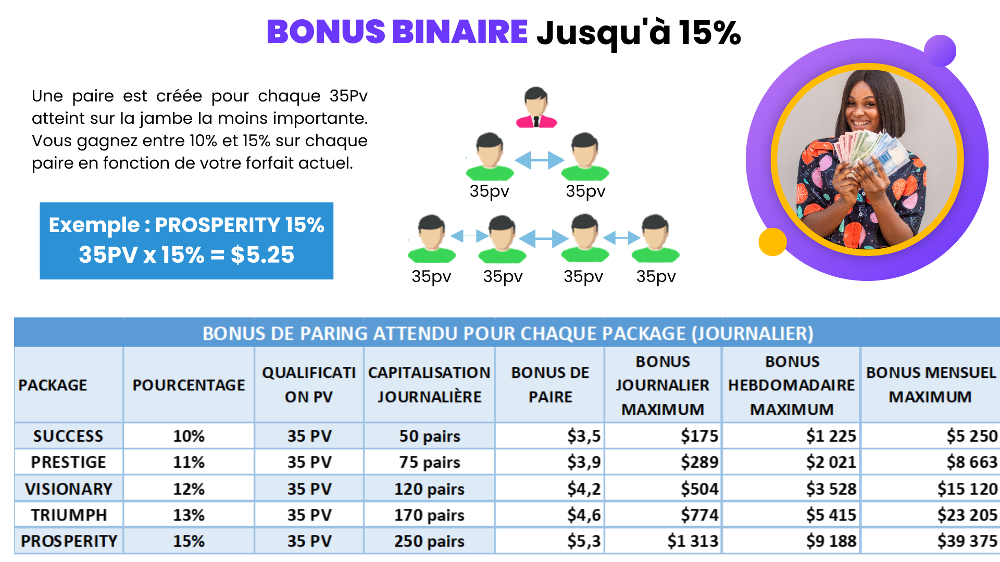 BONUS BINAIRE Jusqu'à 15%
Une paire est créée pour chaque 35Pv
atteint sur la jambe la moins importante.
Vous gagnez entre 10% et 15% sur chaque
paire en fonction de votre forfait actuel.
Exemple : PROSPERITY 15%
35PV x 15% = $5.25
35pv 35pv
35pv 35pv 35pv 35pv
BONUS DE PARING ATTENDU POUR CHAQUE PACKAGE (JOURNALIER)
PACKAGE
POURCENTAGE
QUALIFICATI
ON PV
CAPITALISATION
JOURNALIÈRE
BONUS DE
PAIRE
BONUS
JOURNALIER
MAXIMUM
BONUS
HEBDOMADAIRE
MAXIMUM
BONUS MENSUEL
MAXIMUM
SUCCESS 10% 35 PV 50 pairs $3,5 $175 $1 225 $5 250
PRESTIGE 11% 35 PV 75 pairs $3,9 $289 $2 021 $8 663
VISIONARY 12% 35 PV 120 pairs $4,2 $504 $3 528 $15 120
TRIUMPH 13% 35 PV 170 pairs $4,6 $774 $5 415 $23 205
PROSPERITY 15% 35 PV 250 pairs $5,3 $1 313 $9 188 $39 375